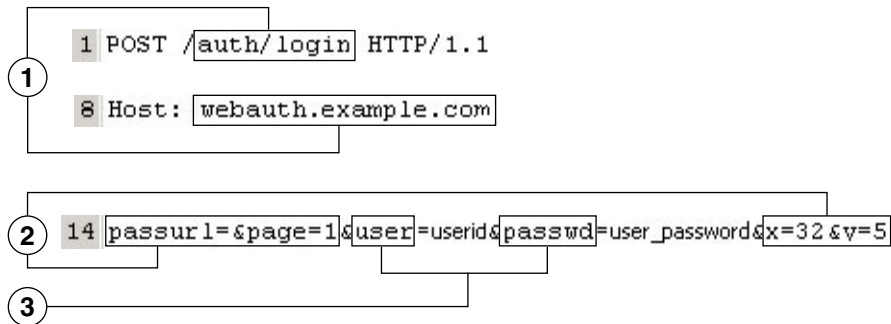 1
1 POST /auth/login HTTP/1.1
8 Host: webauth.example.com
2
14 passurl=&page=1&user=userid&passwd=user_password&x=32&y=5
3